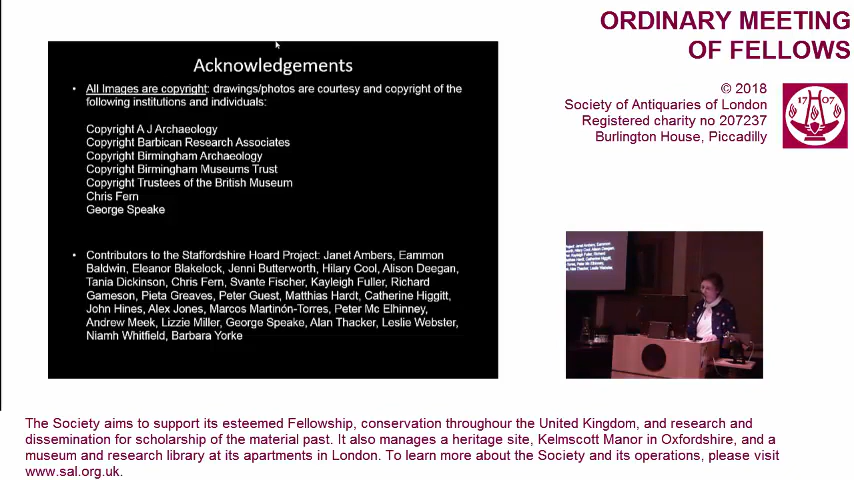 ORDINARY MEETING
OF FELLOWS
© 2018
Society of Antiquaries of London
Registered charity no 207237
Burlington House, Piccadilly
17 07
Acknowledgements
• All Images are copyright: drawings/photos are courtesy and copyright of the
following institutions and individuals:
Copyright A J Archaeology
Copyright Barbican Research Associates
Copyright Birmingham Archaeology
Copyright Birmingham Museums Trust
Copyright Trustees of the British Museum
Chris Fern
George Speake
• Contributors to the Staffordshire Hoard Project: Janet Ambers, Eammon
Baldwin, Eleanor Blakelock, Jenni Butterworth, Hilary Cool, Alison Deegan,
Tania Dickinson, Chris Fern, Svante Fischer, Kayleigh Fuller, Richard
Gameson, Pieta Greaves, Peter Guest, Matthias Hardt, Catherine Higgitt,
John Hines, Alex Jones, Marcos Martinón-Torres, Peter Mc Elhinney,
Andrew Meek, Lizzie Miller, George Speake, Alan Thacker, Leslie Webster,
Niamh Whitfield, Barbara Yorke
The Society aims to support its esteemed Fellowship, conservation throughour the United Kingdom, and research and
dissemination for scholarship of the material past. It also manages a heritage site, Kelmscott Manor in Oxfordshire, and a
museum and research library at its apartments in London. To learn more about the Society and its operations, please visit
www.sal.org.uk.